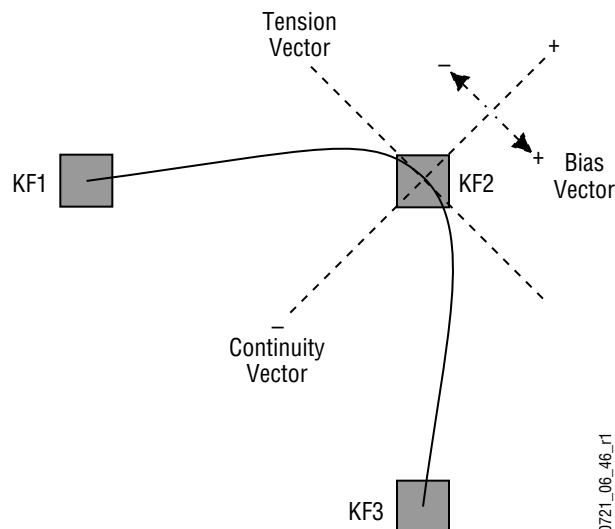 Tension
Vector
+
–
KF1
KF2
+
Bias
Vector
–
Continuity
Vector
KF3
0721_06_46_r1